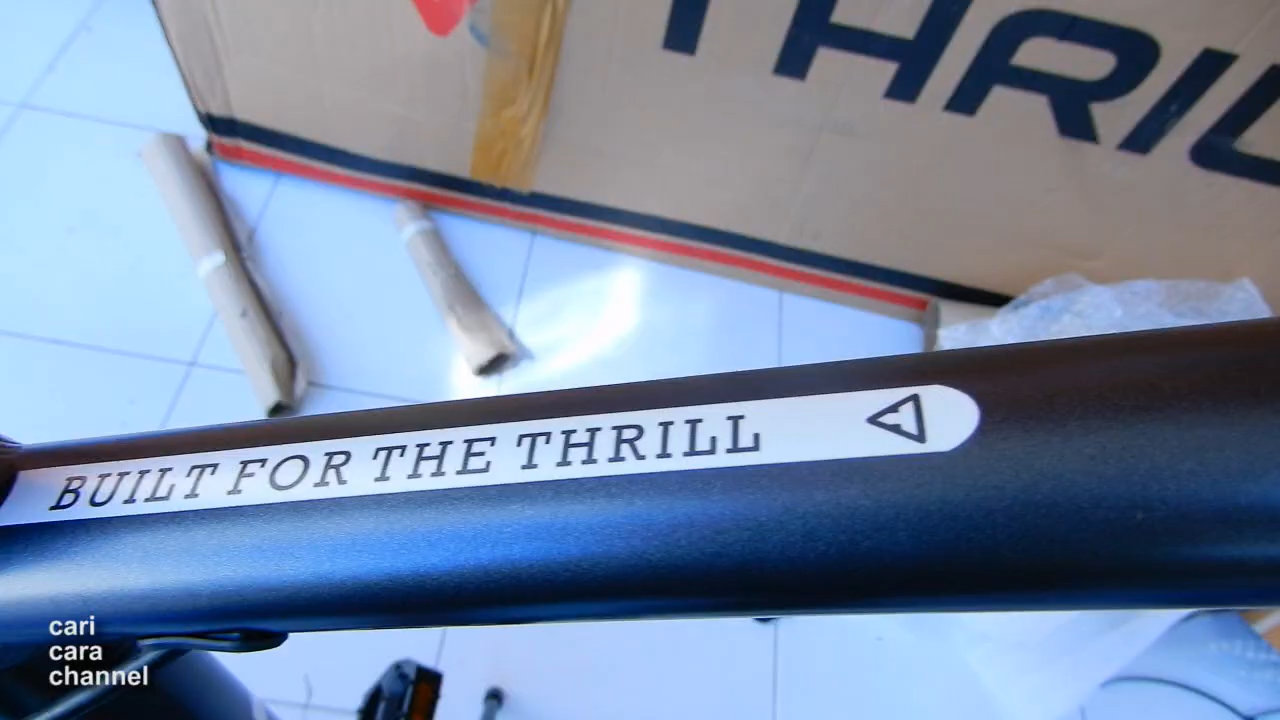 THRIL
BUILT FOR THE THRILL
cari
cara
channel